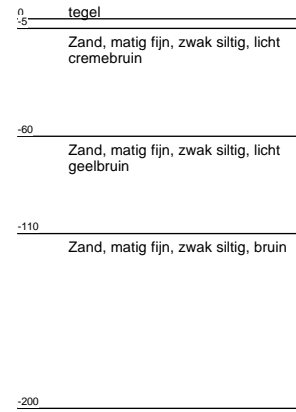 0 tegel
-5
Zand, matig fijn, zwak siltig, licht
cremebruin
-60
Zand, matig fijn, zwak siltig, licht
geelbruin
-110
Zand, matig fijn, zwak siltig, bruin
-200